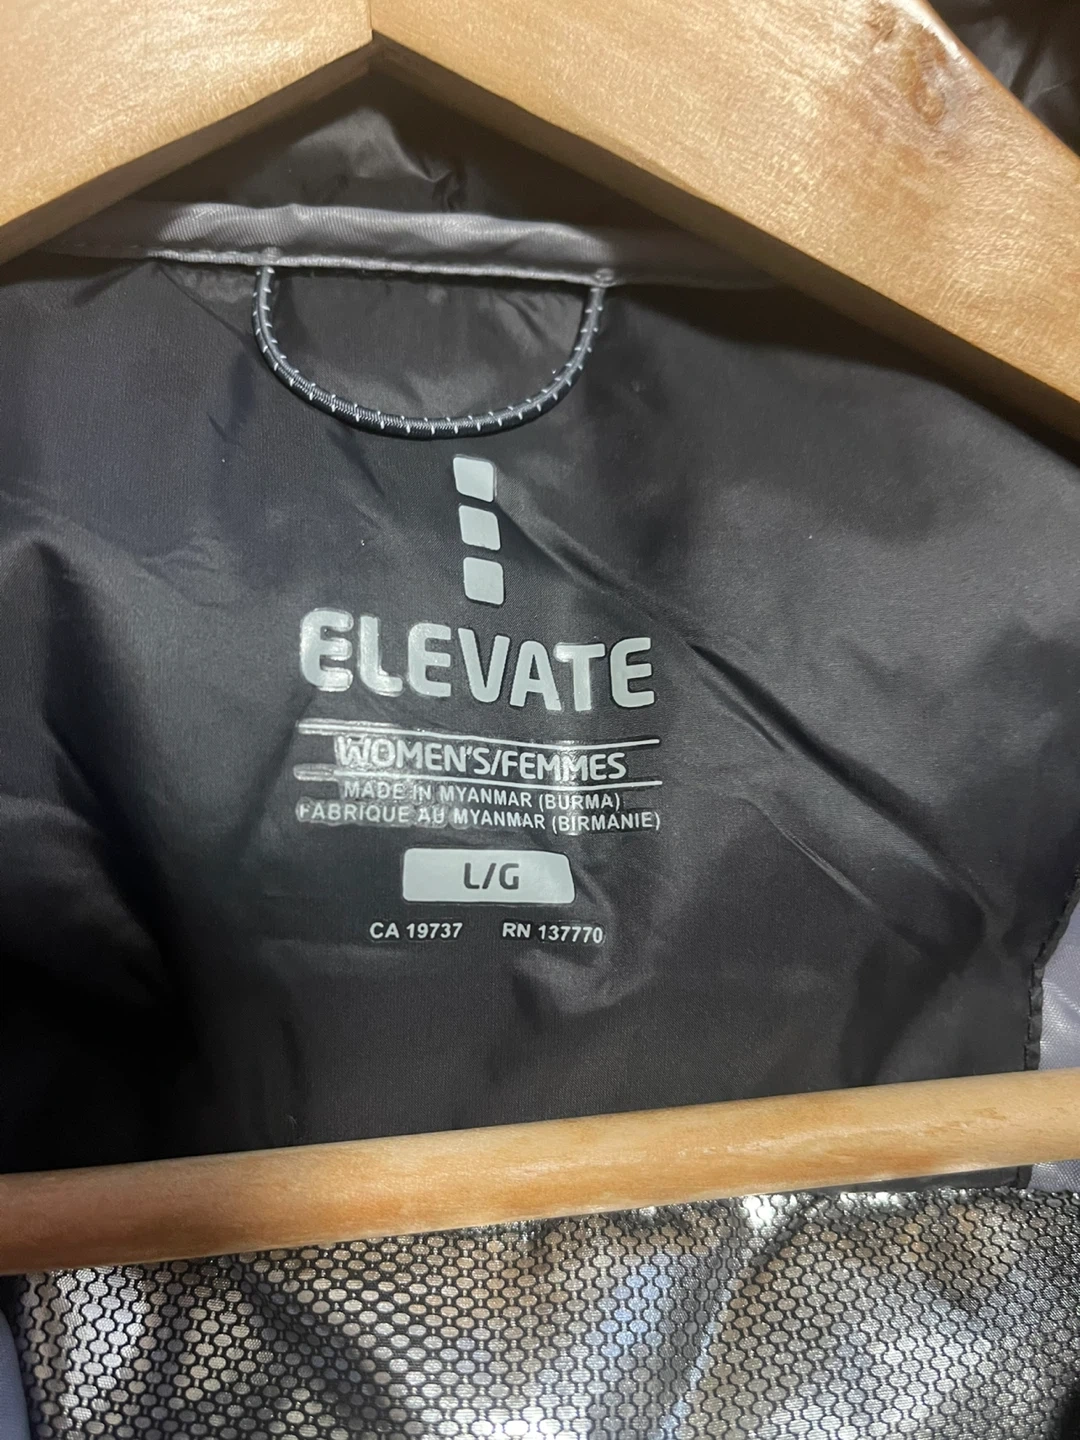 ELEVATE
WOMEN'S/FEMMES
MADE IN MYANMAR (BURMA)
FABRIQUE AU MYANMAR (BIRMANIE)
L/G
CA 19737 RN 137770